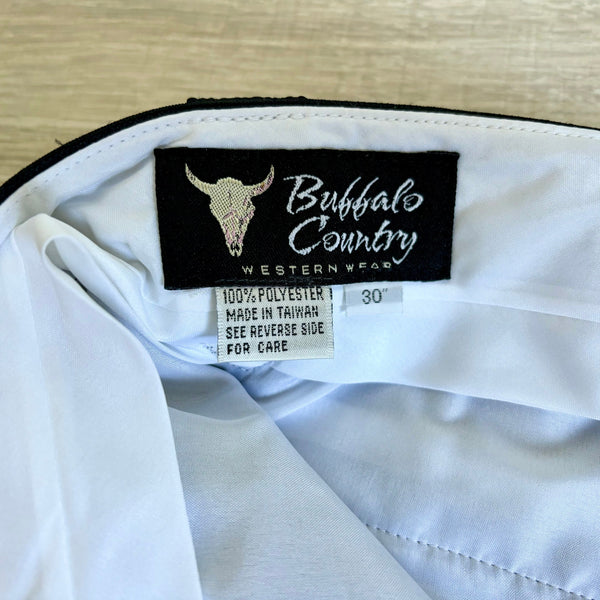 Buffalo
Country
WESTERN WEAR
100% POLYESTER
MADE IN TAIWAN
SEE REVERSE SIDE
FOR CARE
30"